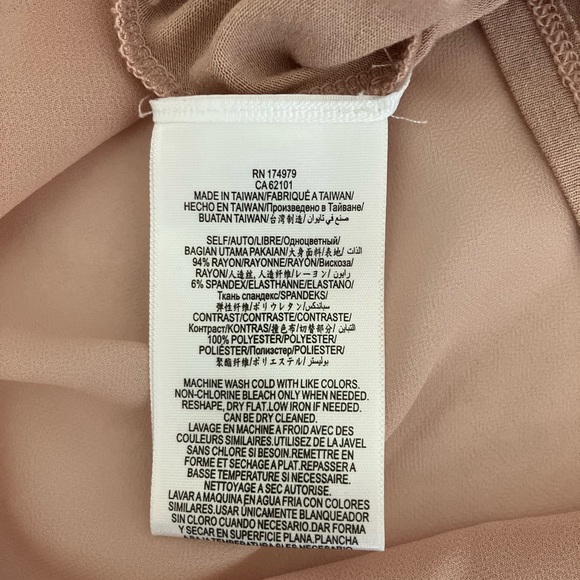 RN 174979
CA 62101
MADE IN TAIWAN/FABRIQUÉ A TAIWAN/
HECHO EN TAIWAN/Произведено в Тайване/
BUATAN TAIWAN/台湾制造/ صنع في تايوان
SELF/AUTO/LIBRE/Одноцветный/
BAGIAN UTAMA PAKAIAN/大身面料/表地/ الذات
94% RAYON/RAYONNE/RAYÓN/Вискоза/
RAYON/人造丝, 人造纤维/レーヨン/ رايون
6% SPANDEX/ELASTHANNE/ELASTANO/
Ткань спандекс/SPANDEKS/
弹性纤维/ポリウレタン/ سباندكس
CONTRAST/CONTRASTE/CONTRASTE/
Контраст/KONTRAS/撞色布/切替部分/ التباين
100% POLYESTER/POLYESTER/
POLIÉSTER/Полиэстер/POLIESTER/
聚酯纤维/ポリエステル/ بوليستر
MACHINE WASH COLD WITH LIKE COLORS.
NON-CHLORINE BLEACH ONLY WHEN NEEDED.
RESHAPE, DRY FLAT.LOW IRON IF NEEDED.
CAN BE DRY CLEANED.
LAVAGE EN MACHINE A FROID AVEC DES
COULEURS SIMILAIRES.UTILISEZ DE LA JAVEL
SANS CHLORE SI BESOIN.REMETTRE EN
FORME ET SECHAGE A PLAT.REPASSER A
BASSE TEMPERATURE SI NECESSAIRE.
NETTOYAGE A SEC AUTORISE.
LAVAR A MAQUINA EN AGUA FRIA CON COLORES
SIMILARES.USAR ÚNICAMENTE BLANQUEADOR
SIN CLORO CUANDO NECESARIO.DAR FORMA
Y SECAR EN SUPERFICIE PLANA. PLANCHAR